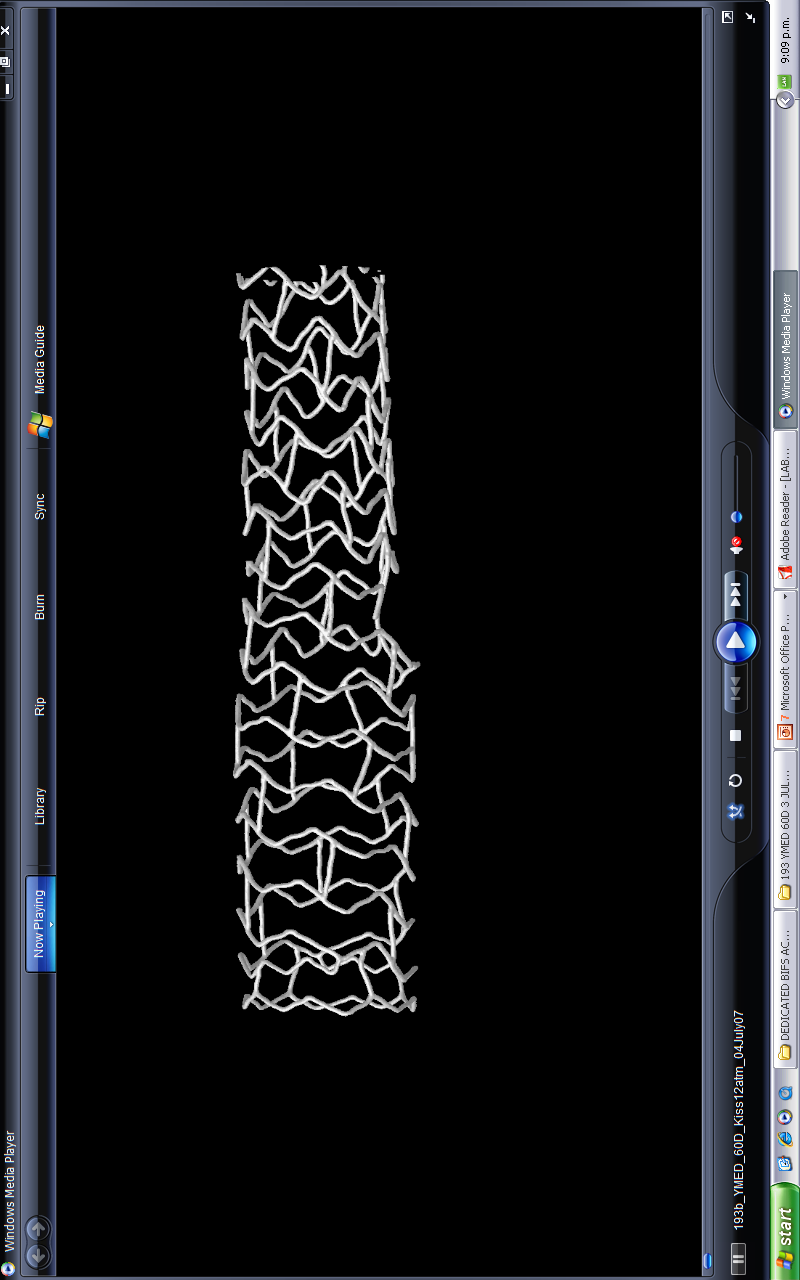 Windows Media Player
Now Playing
Library
Rip
Burn
Sync
Media Guide
193b_YMED_60D_Kiss12atm_04July07
start
DEDICATED BIFS AC...
193 YMED 60D 3 JUL...
7 Microsoft Office P...
Adobe Reader - [LAB...
Windows Media Player
9:09 p.m.